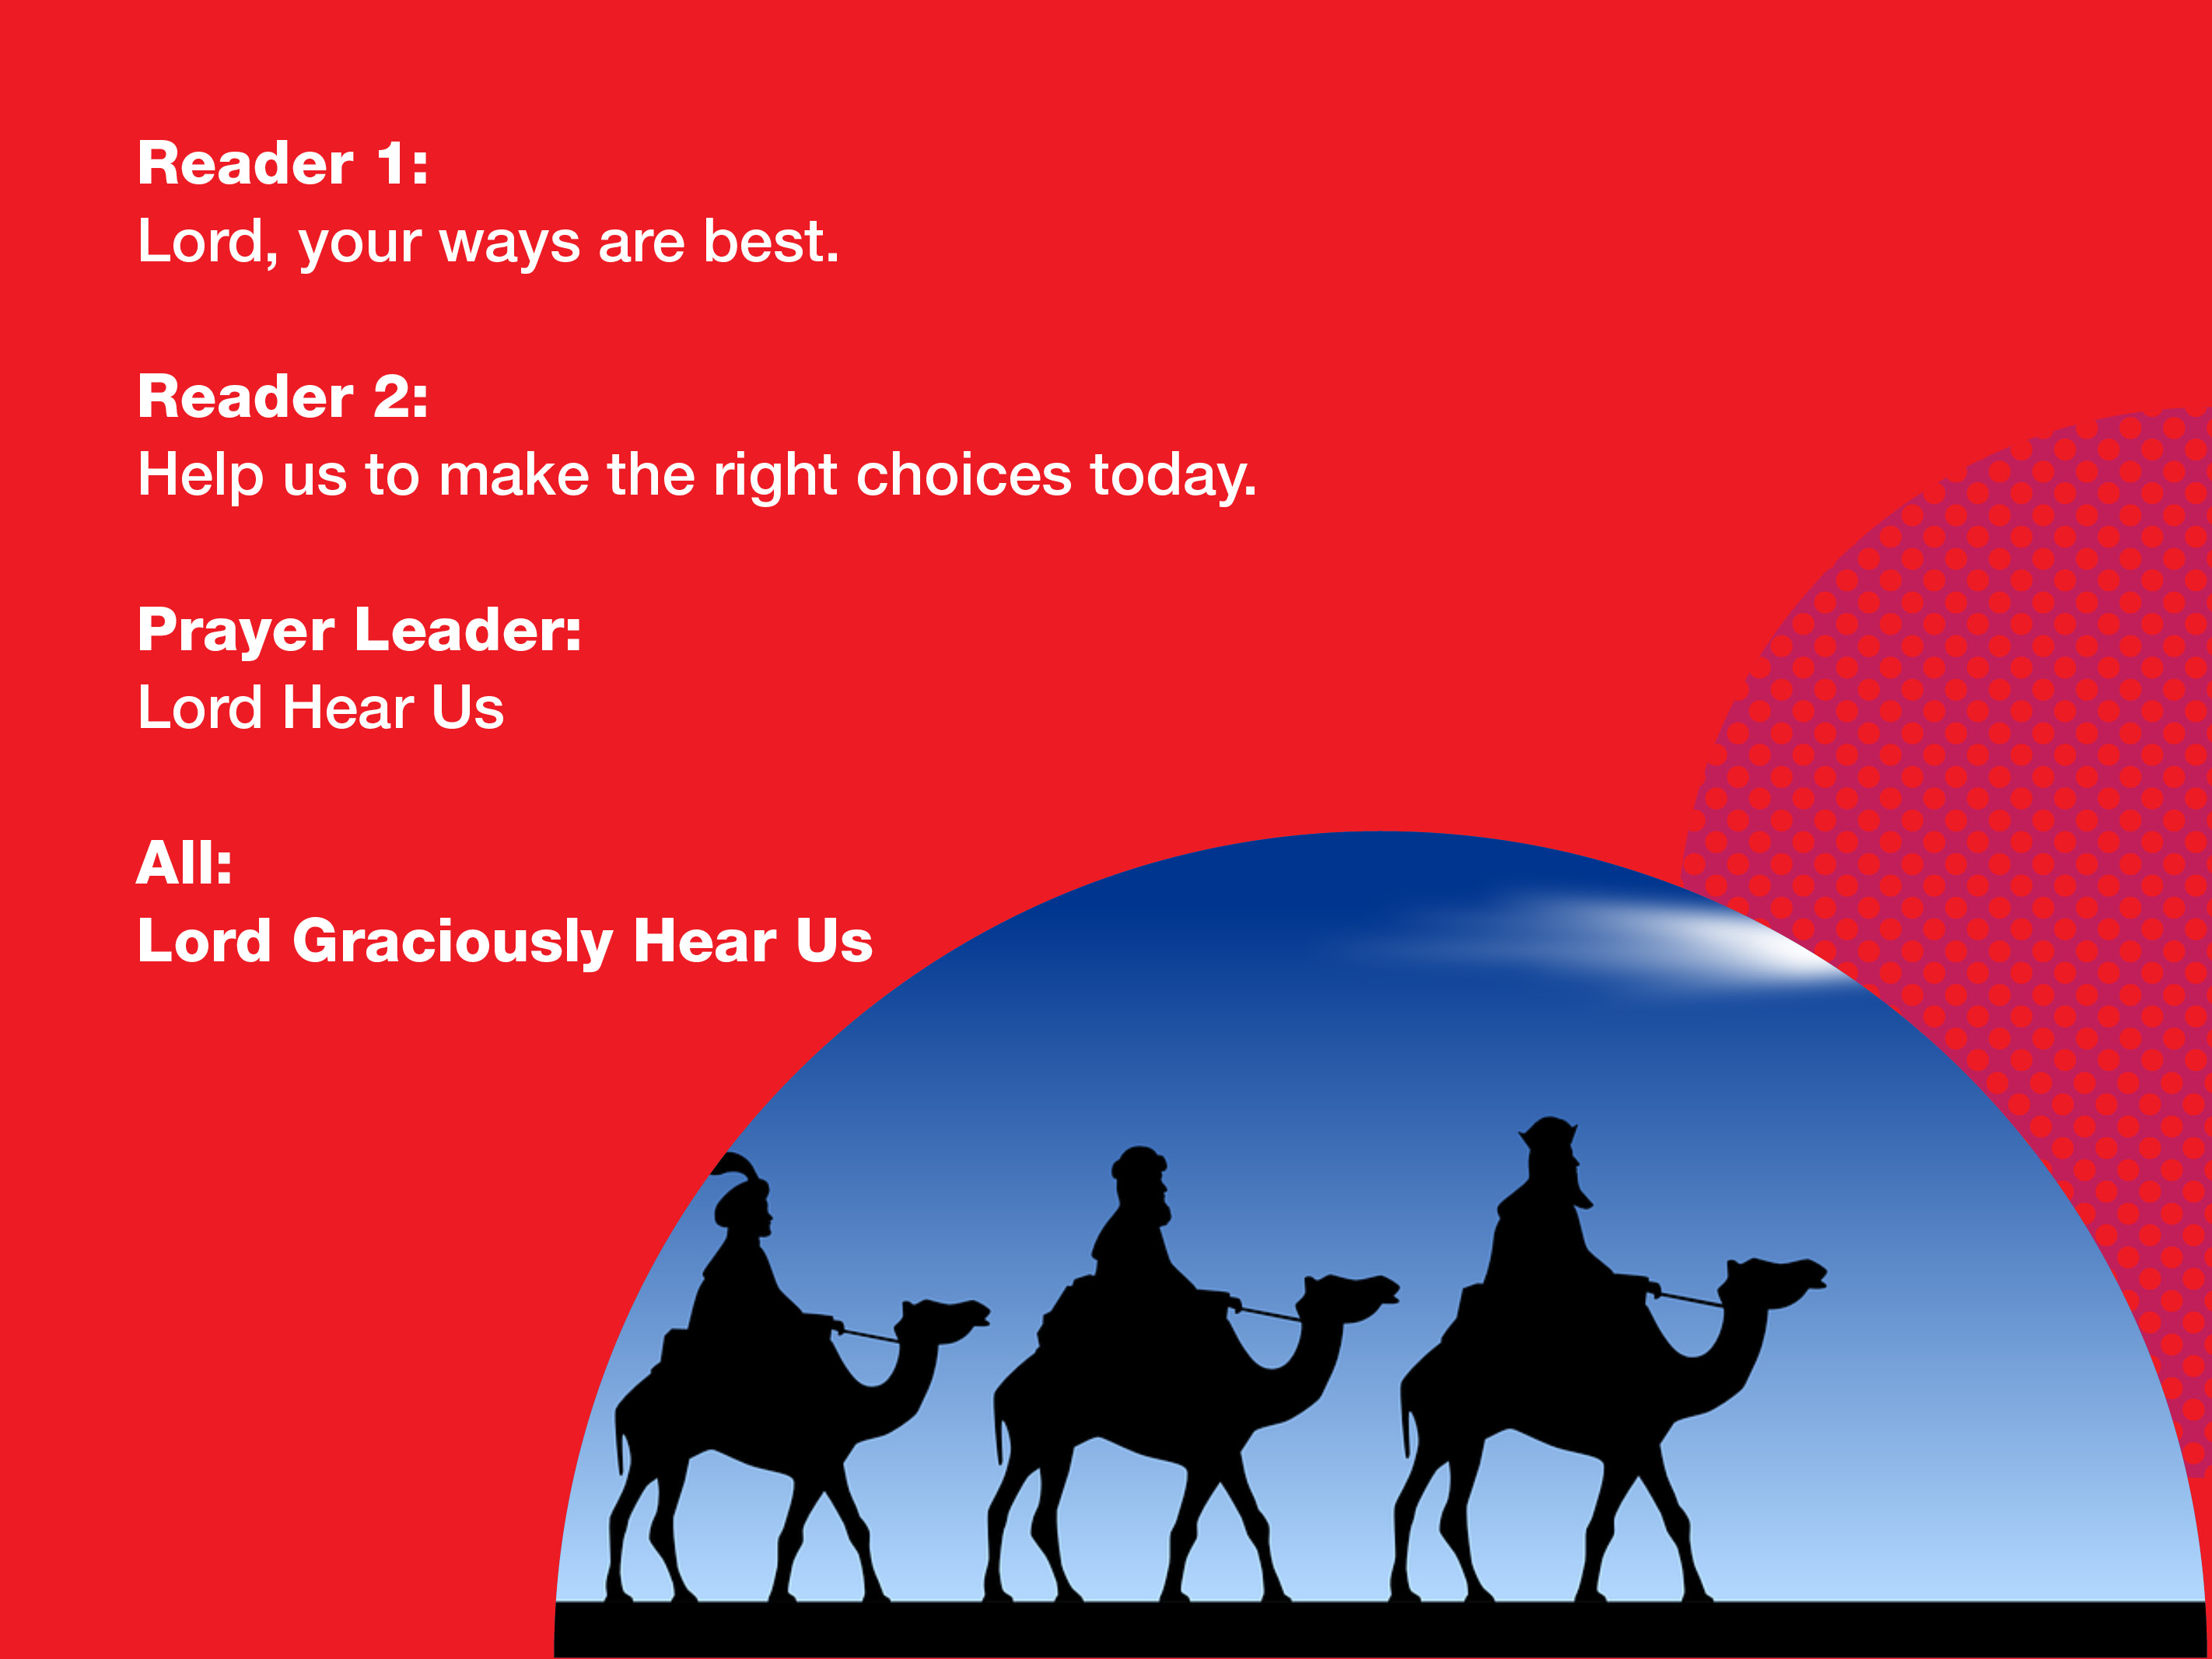 Reader 1:
Lord, your ways are best.
Reader 2:
Help us to make the right choices today.
Prayer Leader:
Lord Hear Us
All:
Lord Graciously Hear Us